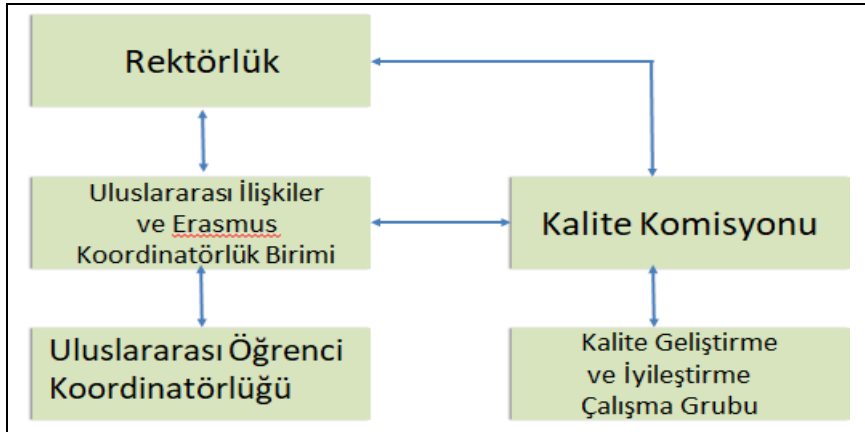 Rektörlük
Uluslararası İlişkiler
ve Erasmus
Koordinatörlük Birimi
Kalite Komisyonu
Uluslararası Öğrenci
Koordinatörlüğü
Kalite Geliştirme
ve İyileştirme
Çalışma Grubu